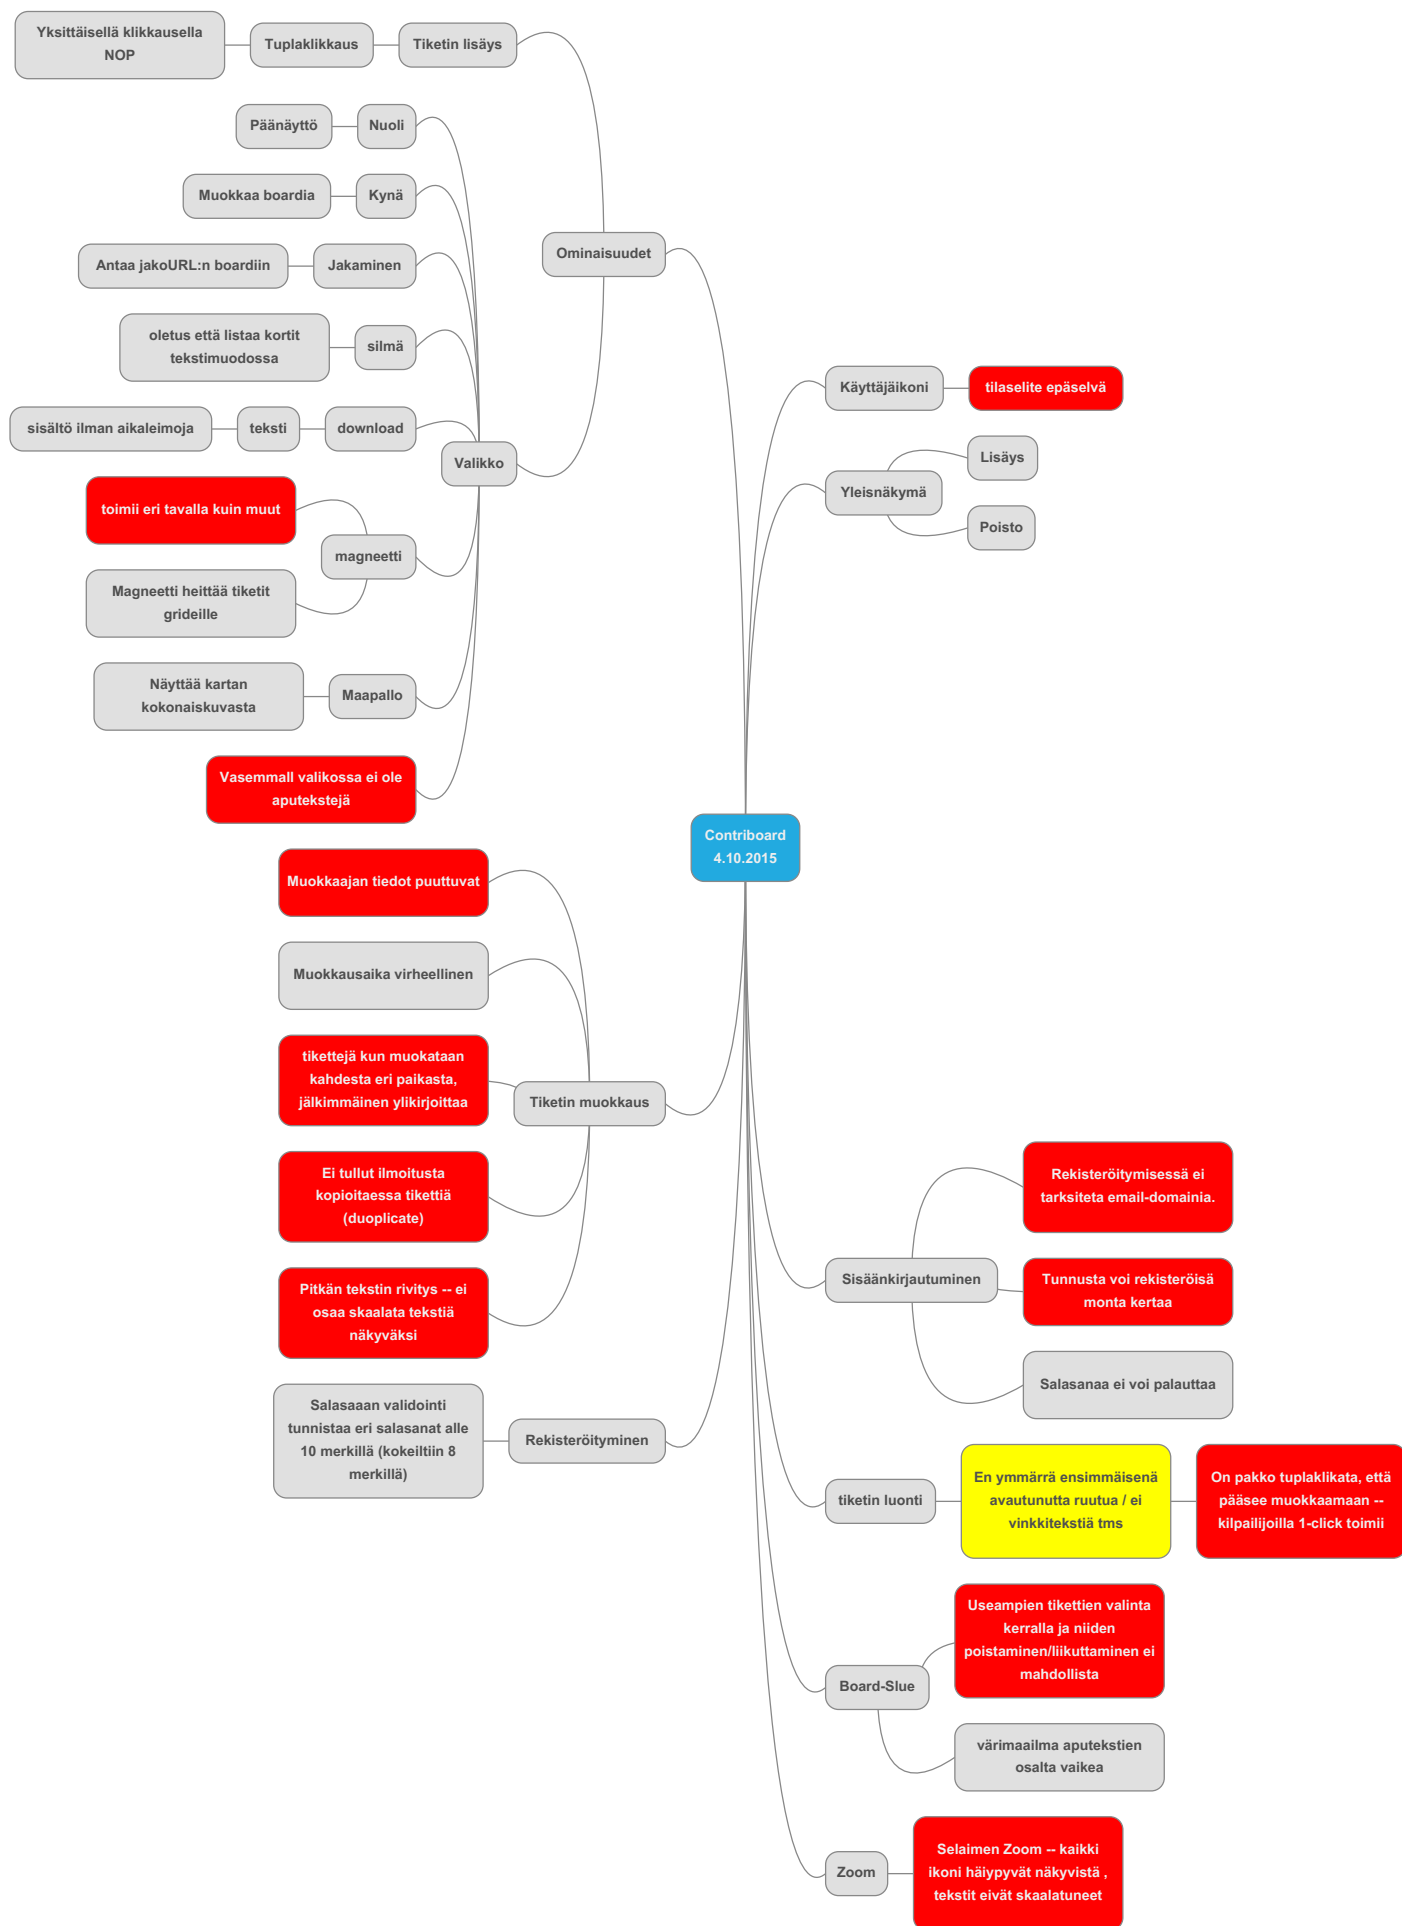 Yksittäisellä klikkausella
NOP
Tuplaklikkaus
Tiketin lisäys
Päänäyttö
Nuoli
Muokkaa boardia
Kynä
Antaa jakoURL:n boardiin
Jakaminen
oletus että listaa kortit
tekstimuodossa
silmä
sisältö ilman aikaleimoja
teksti
download
toimii eri tavalla kuin muut
Magneetti heittää tiketit
grideille
magneetti
Näyttää kartan
kokonaiskuvasta
Maapallo
Vasemmall valikossa ei ole
aputekstejä
Valikko
Ominaisuudet
Käyttäjäikoni
tilaselite epäselvä
Yleisnäkymä
Lisäys
Poisto
Contriboard
4.10.2015
Muokkaajan tiedot puuttuvat
Muokkausaika virheellinen
tikettejä kun muokataan
kahdesta eri paikasta,
jälkimmäinen ylikirjoittaa
Ei tullut ilmoitusta
kopioitaessa tikettiä
(duoplicate)
Pitkän tekstin rivitys -- ei
osaa skaalata tekstiä
näkyväksi
Tiketin muokkaus
Salasaaan validointi
tunnistaa eri salasanat alle
10 merkillä (kokeiltiin 8
merkillä)
Rekisteröityminen
Sisäänkirjautuminen
Rekisteröitymisessä ei
tarksiteta email-domainia.
Tunnusta voi rekisteröisä
monta kertaa
Salasanaa ei voi palauttaa
tiketin luonti
En ymmärrä ensimmäisenä
avautunutta ruutua / ei
vinkkitekstiä tms
On pakko tuplaklikata, että
pääsee muokkaamaan --
kilpailijoilla 1-click toimii
Board-Slue
Useampien tikettien valinta
kerralla ja niiden
poistaminen/liikuttaminen ei
mahdollista
värimaailma aputekstien
osalta vaikea
Zoom
Selaimen Zoom -- kaikki
ikoni häiypyvät näkyvistä ,
tekstit eivät skaalatuneet